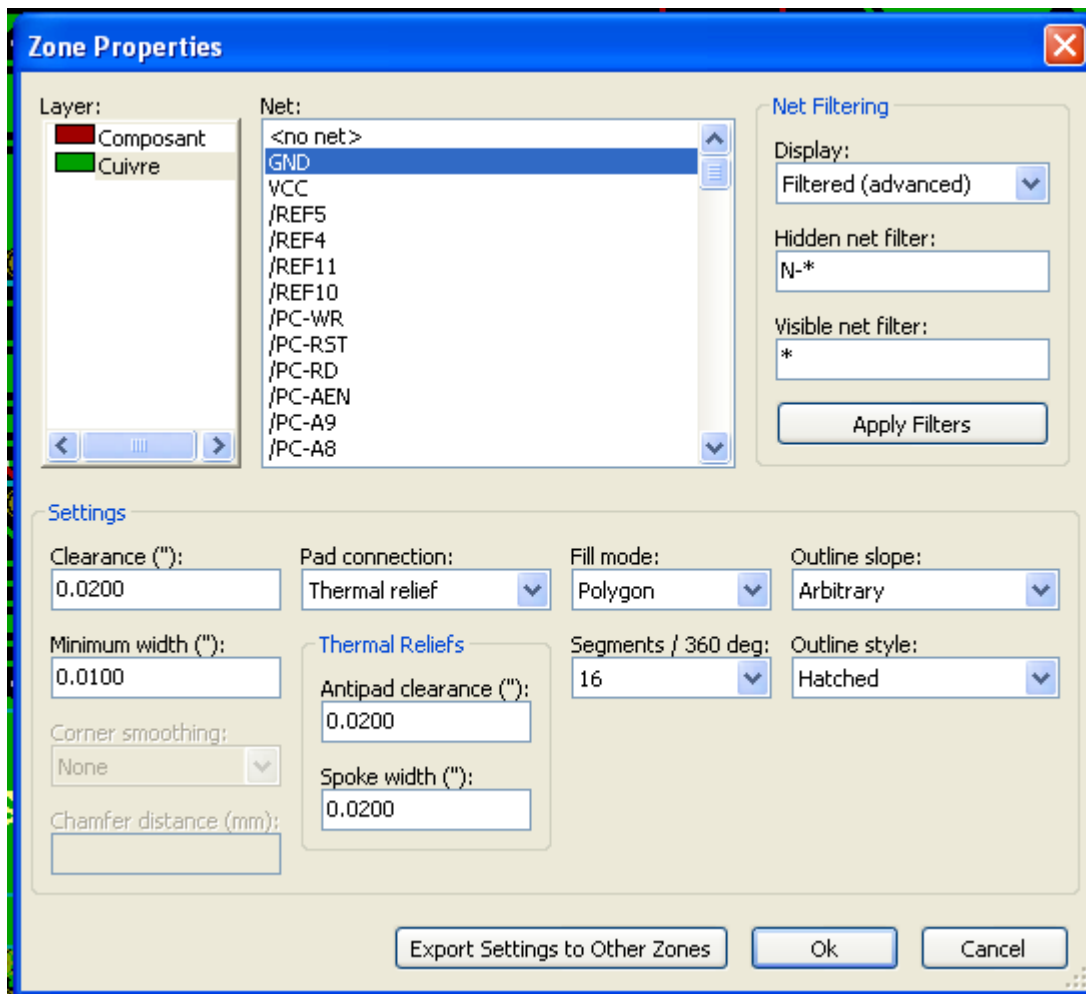 Zone Properties
Layer:
Composant
Cuivre
Net:
<no net>
GND
VCC
/REF5
/REF4
/REF11
/REF10
/PC-WR
/PC-RST
/PC-RD
/PC-AEN
/PC-A9
/PC-A8
Net Filtering
Display:
Filtered (advanced)
Hidden net filter:
N-*
Visible net filter:
*
Apply Filters
Settings
Clearance ("):
0.0200
Minimum width ("):
0.0100
Corner smoothing:
None
Chamfer distance (mm):
Pad connection:
Thermal relief
Thermal Reliefs
Antipad clearance ("):
0.0200
Spoke width ("):
0.0200
Fill mode:
Polygon
Segments / 360 deg:
16
Outline slope:
Arbitrary
Outline style:
Hatched
Export Settings to Other Zones
Ok
Cancel